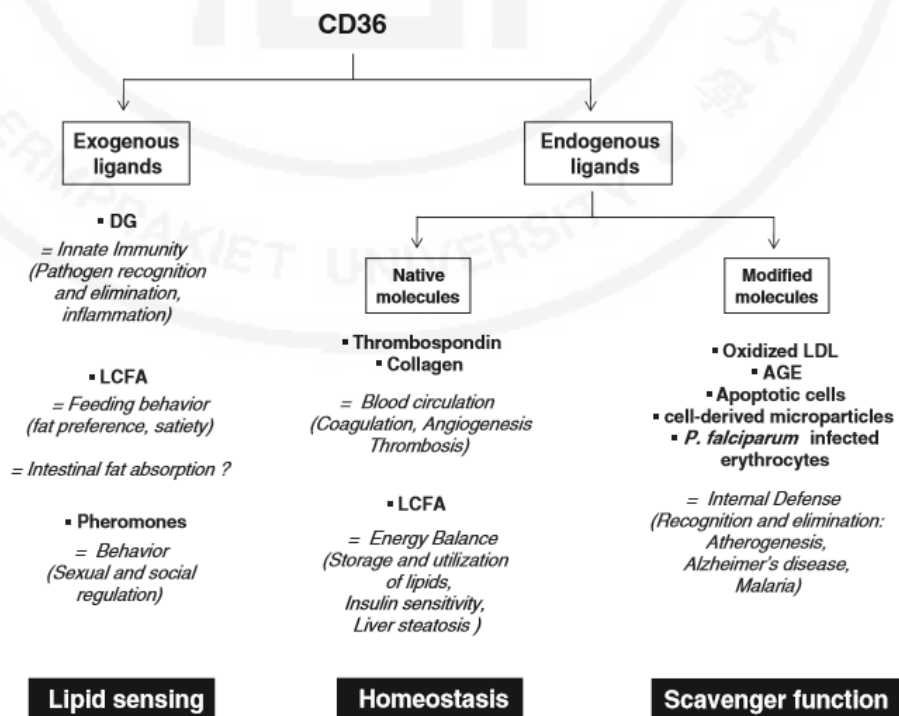 CD36
Exogenous
ligands
▪ DG
= Innate Immunity
(Pathogen recognition
and elimination,
inflammation)
▪ LCFA
= Feeding behavior
(fat preference, satiety)
= Intestinal fat absorption ?
▪ Pheromones
= Behavior
(Sexual and social
regulation)
Lipid sensing
Endogenous
ligands
Native
molecules
▪ Thrombospondin
▪ Collagen
= Blood circulation
(Coagulation, Angiogenesis
Thrombosis)
▪ LCFA
= Energy Balance
(Storage and utilization
of lipids,
Insulin sensitivity,
Liver steatosis )
Homeostasis
Modified
molecules
▪ Oxidized LDL
▪ AGE
▪ Apoptotic cells
▪ cell-derived microparticles
▪ P. falciparum infected
erythrocytes
= Internal Defense
(Recognition and elimination:
Atherogenesis,
Alzheimer's disease,
Malaria)
Scavenger function
UNIVERSITY
大
學